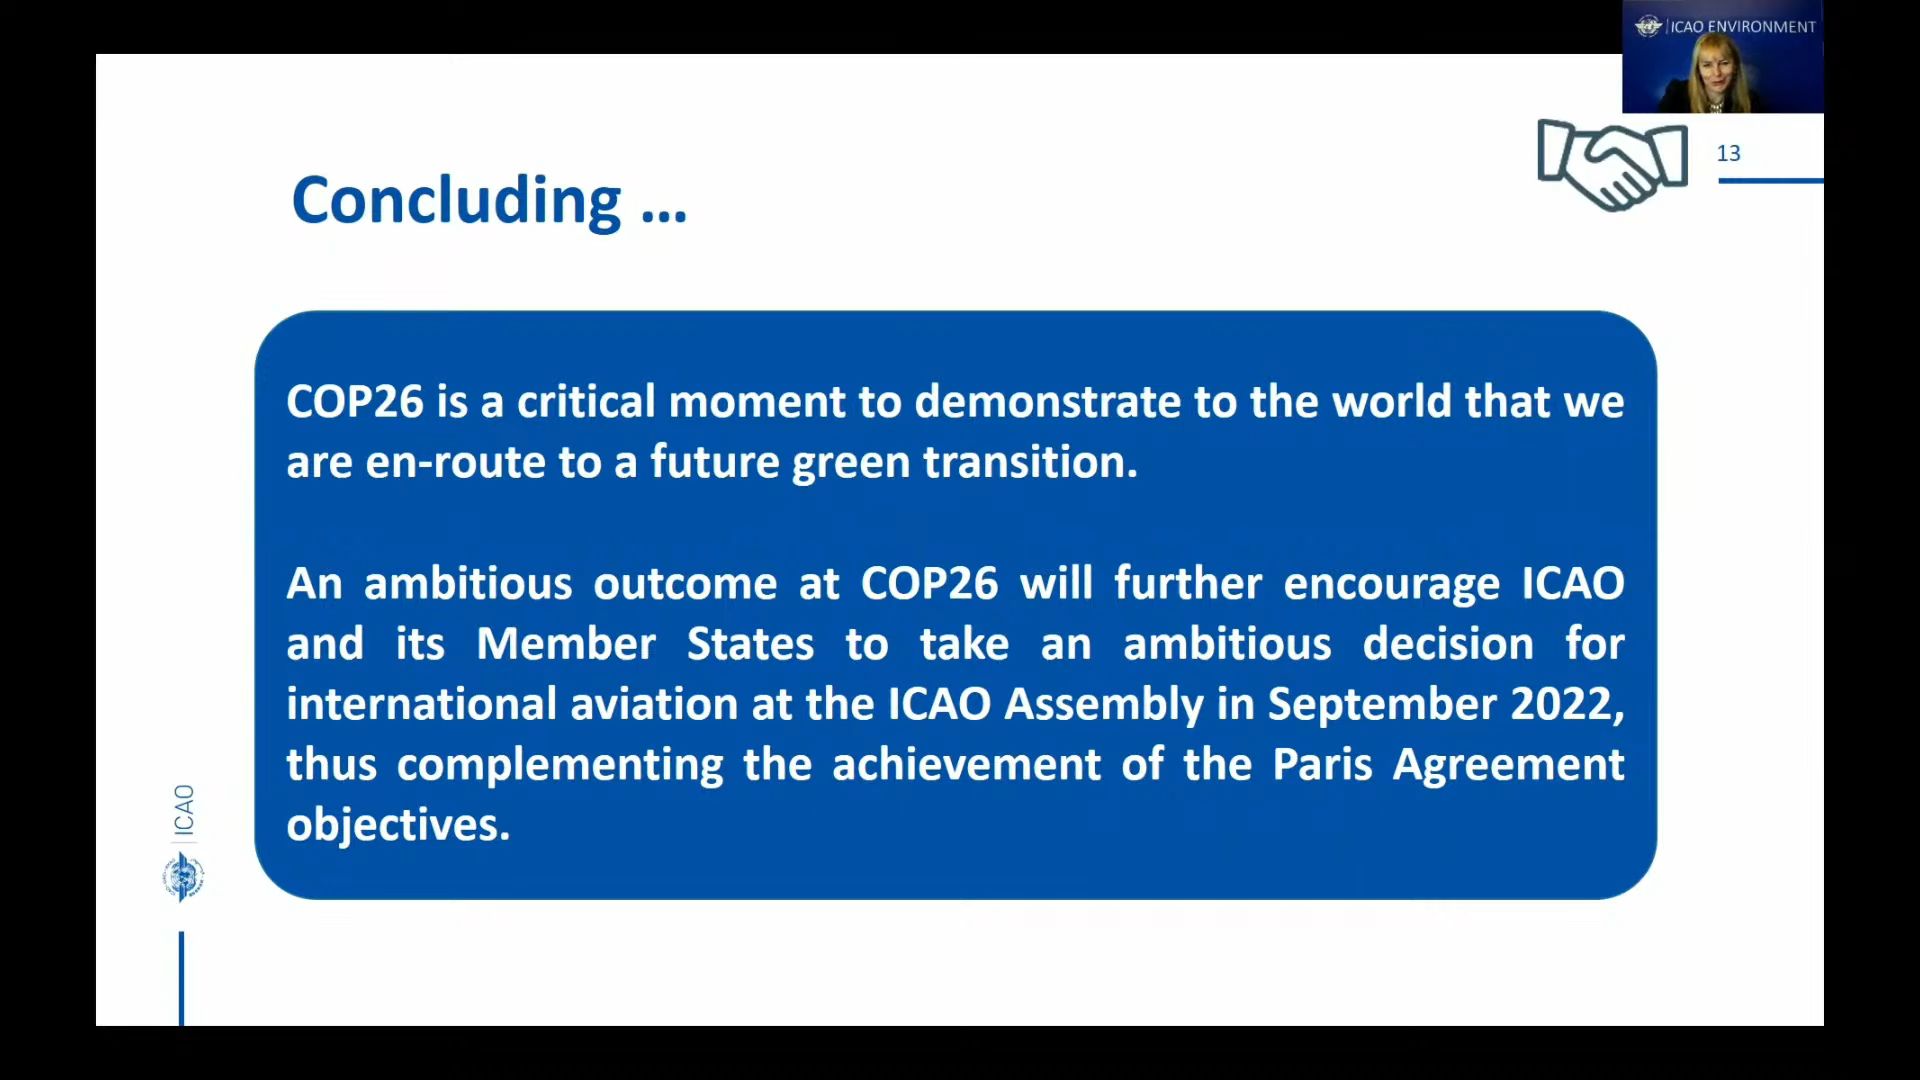 ICAO ENVIRONMENT
13
Concluding ...
COP26 is a critical moment to demonstrate to the world that we
are en-route to a future green transition.
An ambitious outcome at COP26 will further encourage ICAO
and its Member States to take an ambitious decision for
international aviation at the ICAO Assembly in September 2022,
thus complementing the achievement of the Paris Agreement
objectives.
ICAO